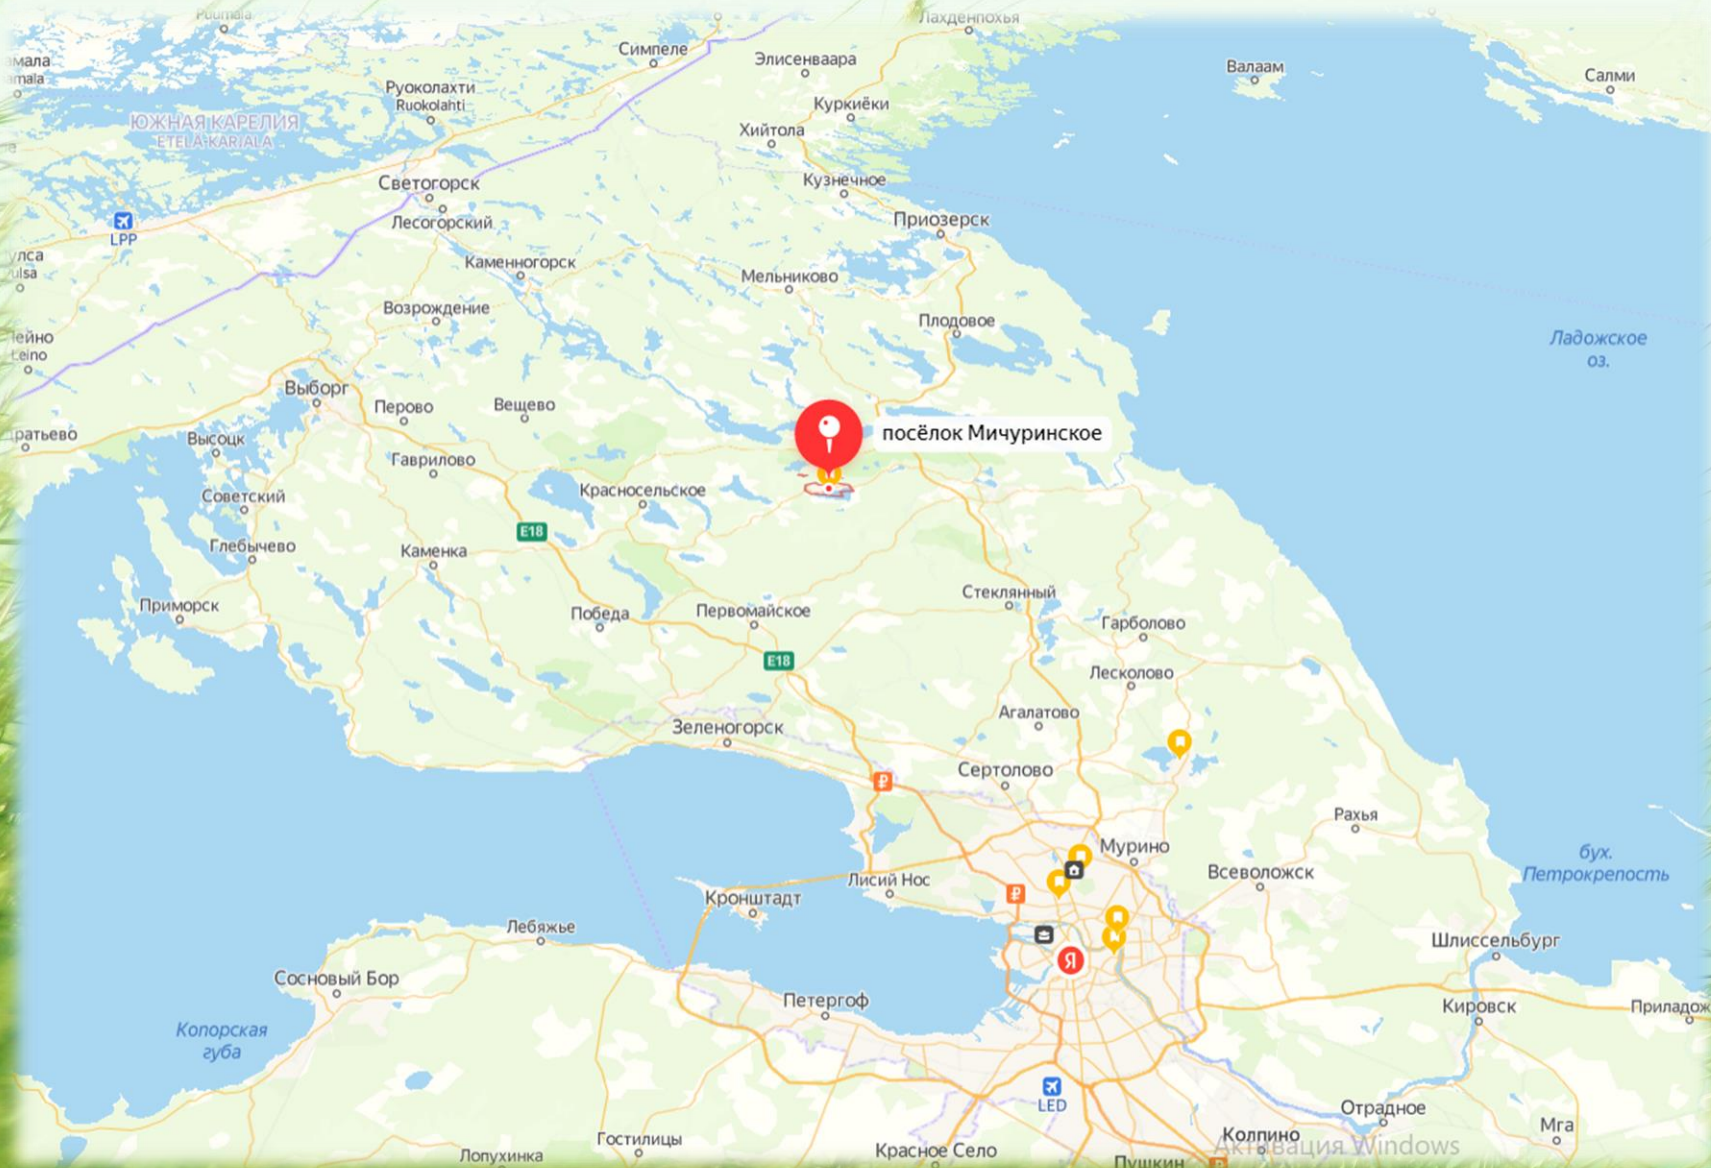 Puumala
Лахденпохья
Симпеле
Элисенваара
Валаам
Салми
Руоколахти
Ruokolahti
Куркиёки
ЮЖНАЯ КАРЕЛИЯ
ETELÄ-KARJALA
Хийтола
Кузнечное
Светогорск
Лесогорский
Приозерск
LPP
Каменногорск
Мельниково
Возрождение
Плодовое
Ладожское
оз.
Выборг
Перово
Вещево
посёлок Мичуринское
Высоцк
Гаврилово
Советский
Красносельское
E18
Глебычево
Каменка
Приморск
Победа
Первомайское
Стеклянный
Гарболово
E18
Лесколово
Агалатово
Зеленогорск
Сертолово
Рахья
Мурино
бух.
Петрокрепость
Всеволожск
Лисий Нос
Кронштадт
Лебяжье
Шлиссельбург
Я
Сосновый Бор
Петергоф
Кировск
Приладож
Копорская
губа
LED
Отрадное
Мга
Гостилицы
Колпино
Активация Windows
Красное Село
Лопухинка
Пушкин